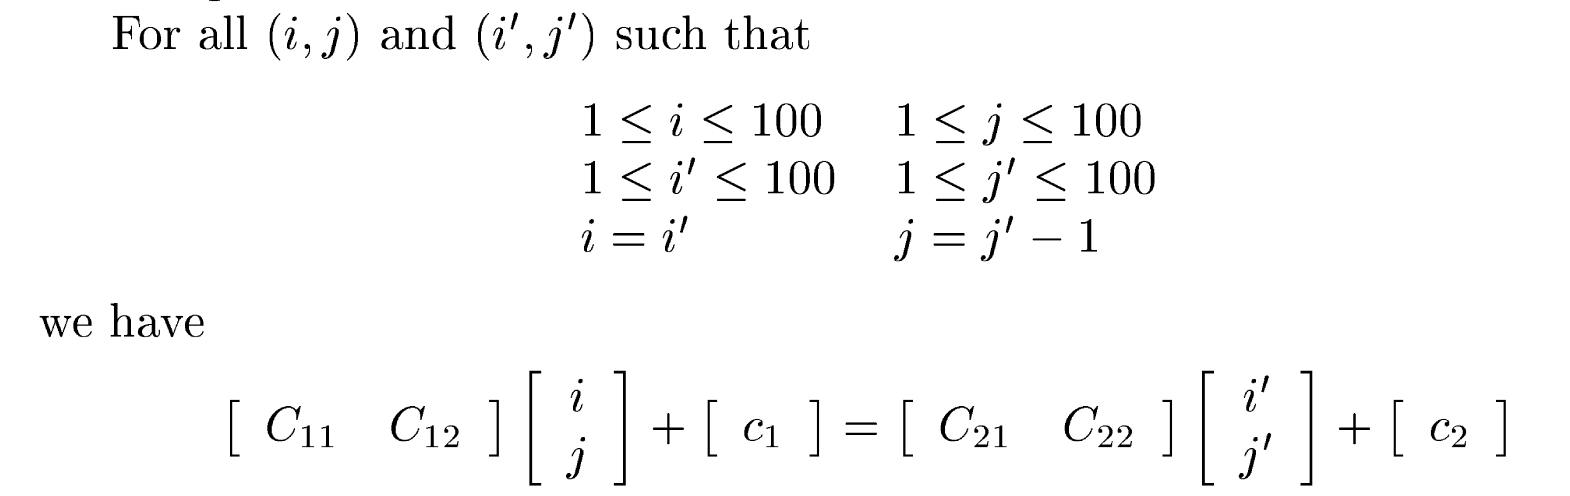 For all (i, j) and (i′, j′) such that
1 ≤ i ≤ 100 1 ≤ j ≤ 100
1 ≤ i′ ≤ 100 1 ≤ j′ ≤ 100
i = i′ j = j′ − 1
we have
[ C₁₁ C₁₂ ] [ i j ] + [ c₁ ] = [ C₂₁ C₂₂ ] [ i′ j′ ] + [ c₂ ]